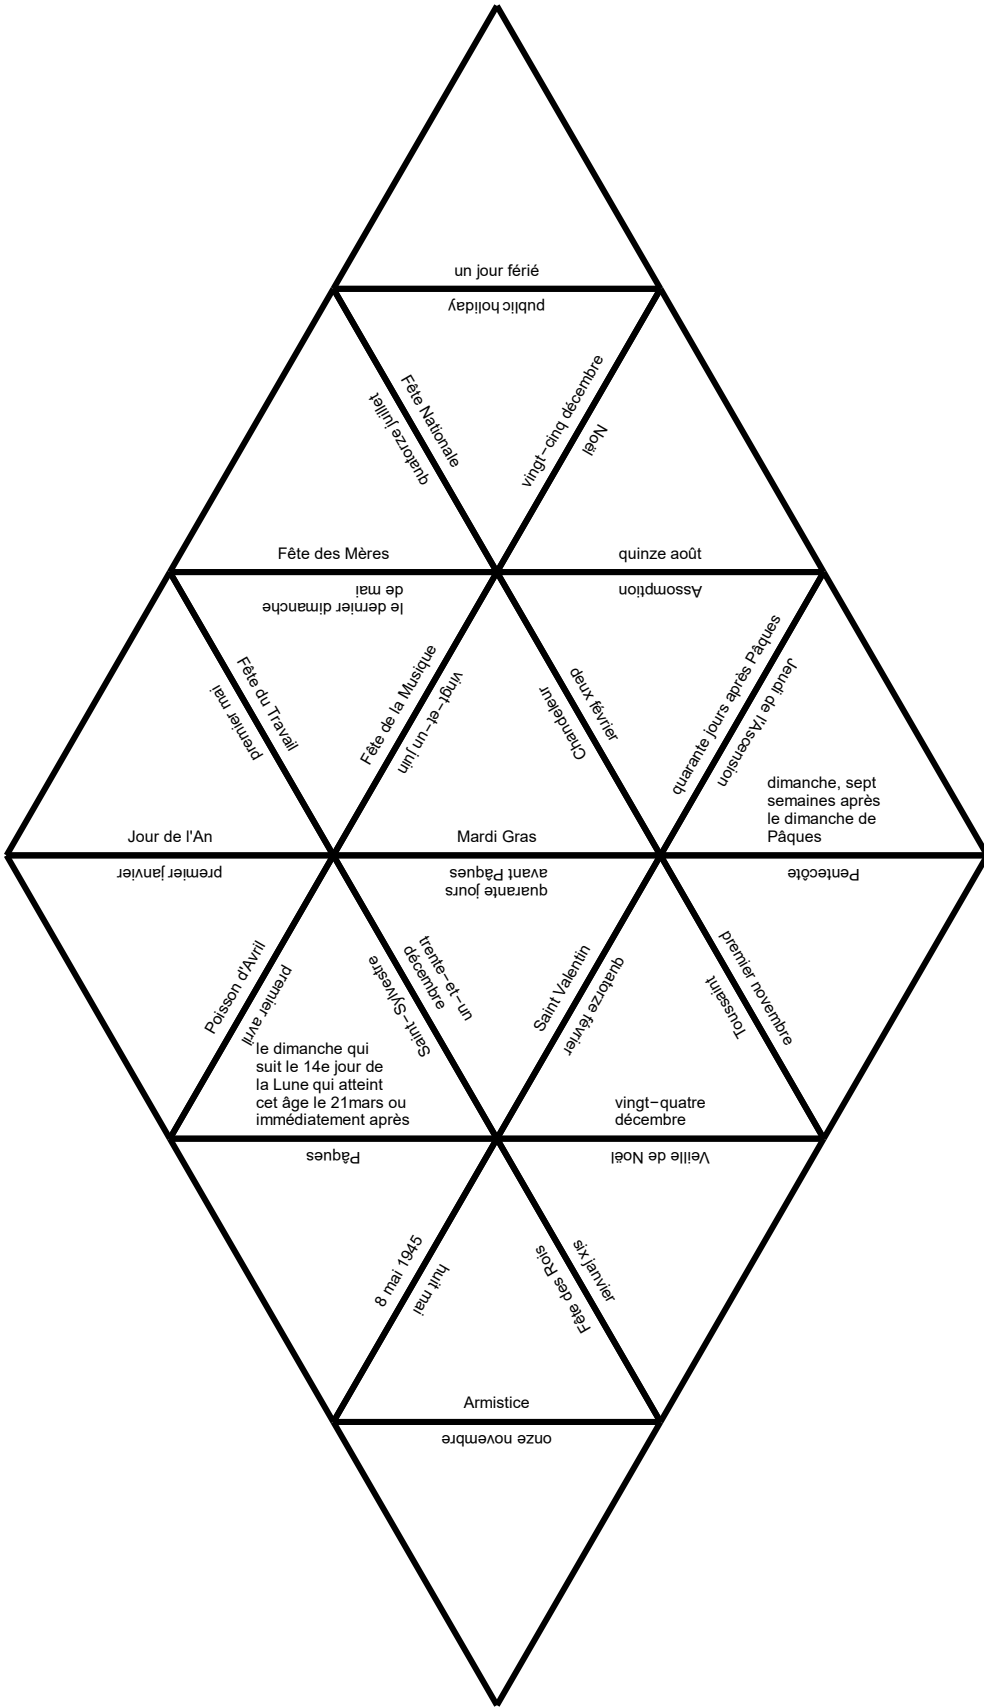 un jour férié
public holiday
Fête Nationale
quatorze juillet
vingt−cinq décembre
Noël
Fête des Mères
le dernier dimanche
de mai
quinze août
Assomption
Fête du Travail
premier mai
Fête de la Musique
vingt−et−un juin
deux février
Chandeleur
quarante jours après Pâques
Jeudi de l'Ascension
dimanche, sept
semaines après
le dimanche de
Pâques
Pentecôte
Jour de l'An
premier janvier
Mardi Gras
quarante jours
avant Pâques
Poisson d'Avril
premier avril
trente−et−un
décembre
Saint−Sylvestre
Saint Valentin
quatorze février
premier novembre
Toussaint
le dimanche qui
suit le 14e jour de
la Lune qui atteint
cet âge le 21mars ou
immédiatement après
Pâques
vingt−quatre
décembre
Veille de Noël
8 mai 1945
huit mai
six janvier
Fête des Rois
Armistice
onze novembre